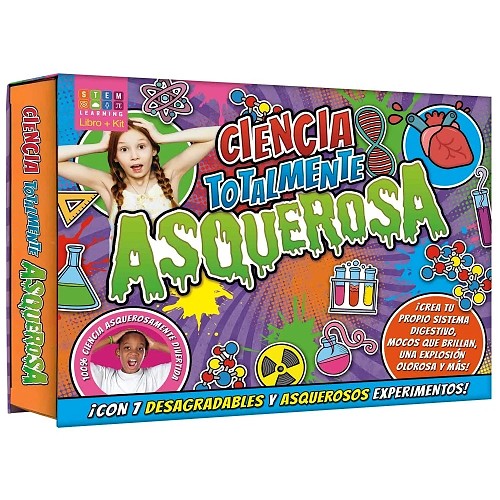 STEM
LEARNING
Libro + Kit
CIENCIA
TOTALMENTE
ASQUEROSA
100% CIENCIA ASQUEROSAMENTE DIVERTIDA
¡CREA TU
PROPIO SISTEMA
DIGESTIVO,
MOCOS QUE BRILLAN,
UNA EXPLOSIÓN
OLOROSA Y MÁS!
¡CON 7 DESAGRADABLES Y ASQUEROSOS EXPERIMENTOS!
CIENCIA TOTALMENTE ASQUEROSA